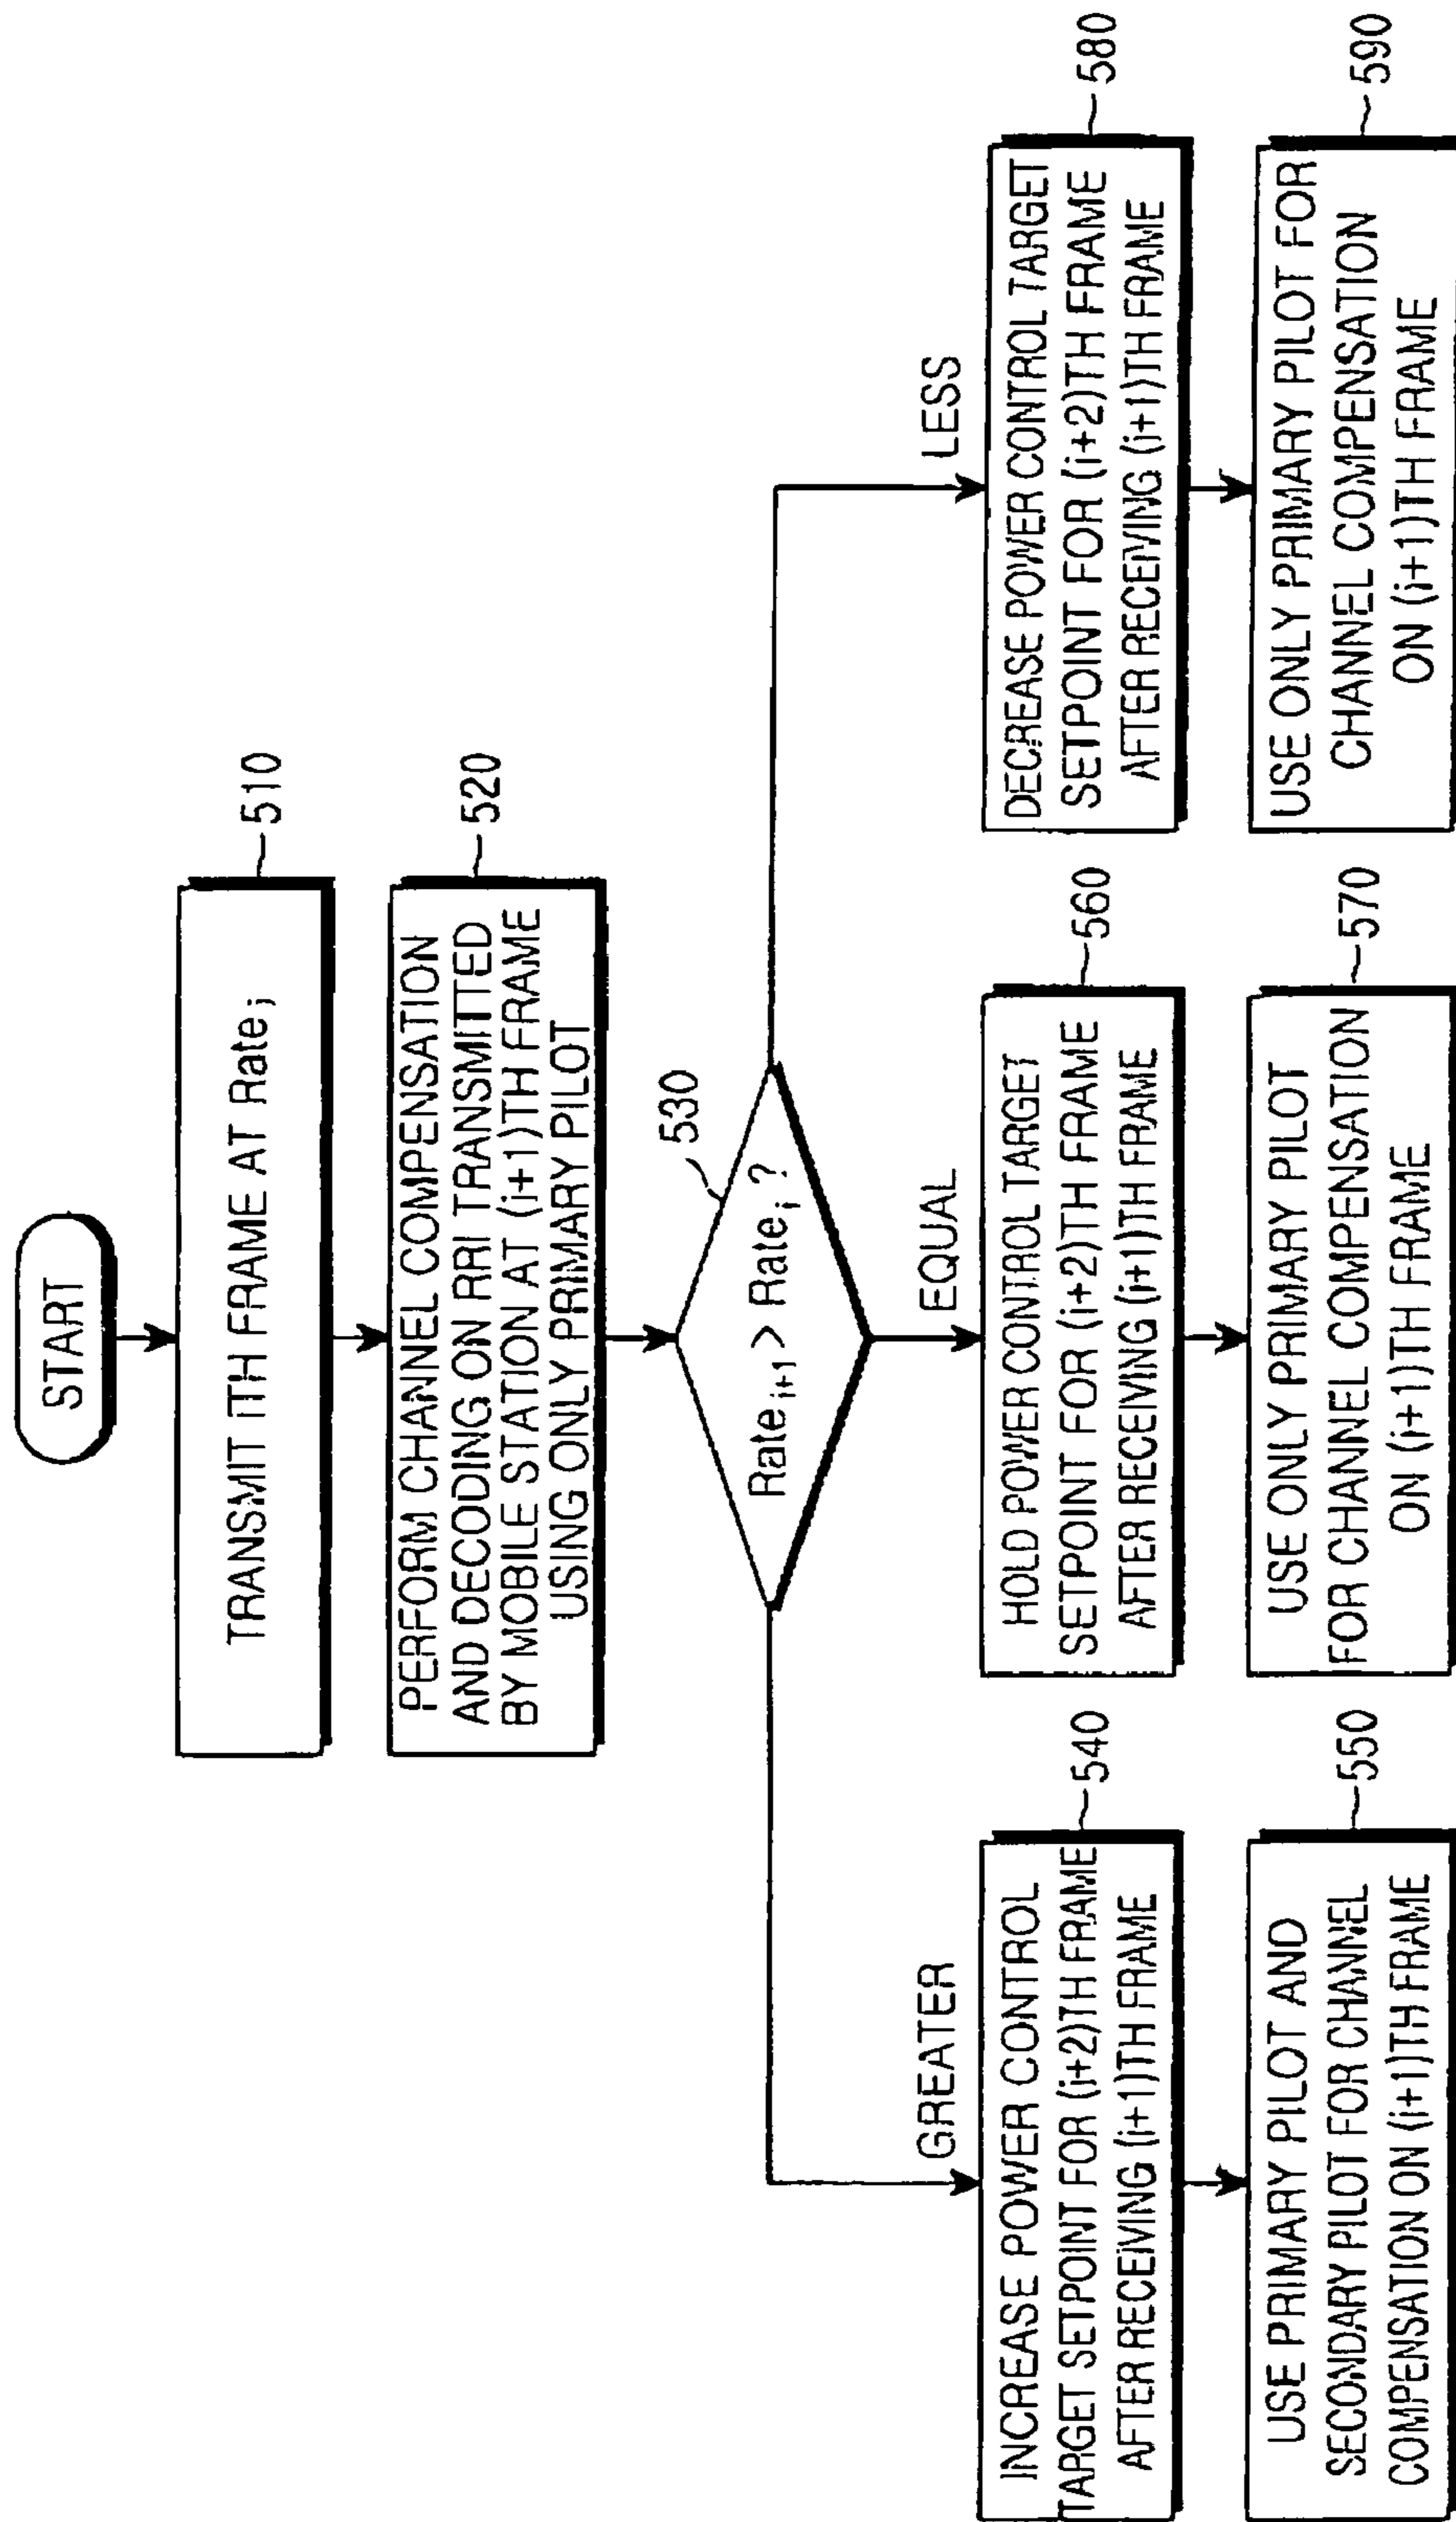 START
TRANSMIT iTH FRAME AT Rateᵢ
510
PERFORM CHANNEL COMPENSATION
AND DECODING ON RRI TRANSMITTED
BY MOBILE STATION AT (i+1)TH FRAME
USING ONLY PRIMARY PILOT
520
Rateᵢ₊₁ > Rateᵢ ?
530
GREATER
EQUAL
LESS
INCREASE POWER CONTROL
TARGET SETPOINT FOR (i+2)TH FRAME
AFTER RECEIVING (i+1)TH FRAME
540
HOLD POWER CONTROL TARGET
SETPOINT FOR (i+2)TH FRAME
AFTER RECEIVING (i+1)TH FRAME
560
DECREASE POWER CONTROL TARGET
SETPOINT FOR (i+2)TH FRAME
AFTER RECEIVING (i+1)TH FRAME
580
USE PRIMARY PILOT AND
SECONDARY PILOT FOR CHANNEL
COMPENSATION ON (i+1)TH FRAME
550
USE ONLY PRIMARY PILOT
FOR CHANNEL COMPENSATION
ON (i+1)TH FRAME
570
USE ONLY PRIMARY PILOT FOR
CHANNEL COMPENSATION
ON (i+1)TH FRAME
590